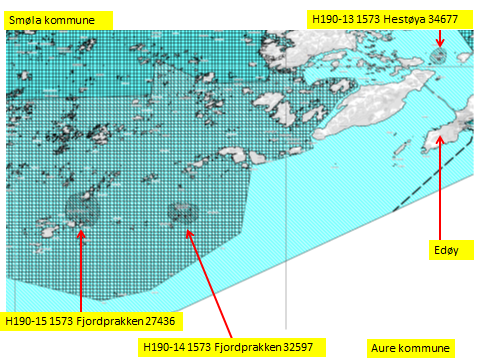 Smøla kommune
H190-13 1573 Hestøya 34677
Edøy
H190-15 1573 Fjordprakken 27436
H190-14 1573 Fjordprakken 32597
Aure kommune